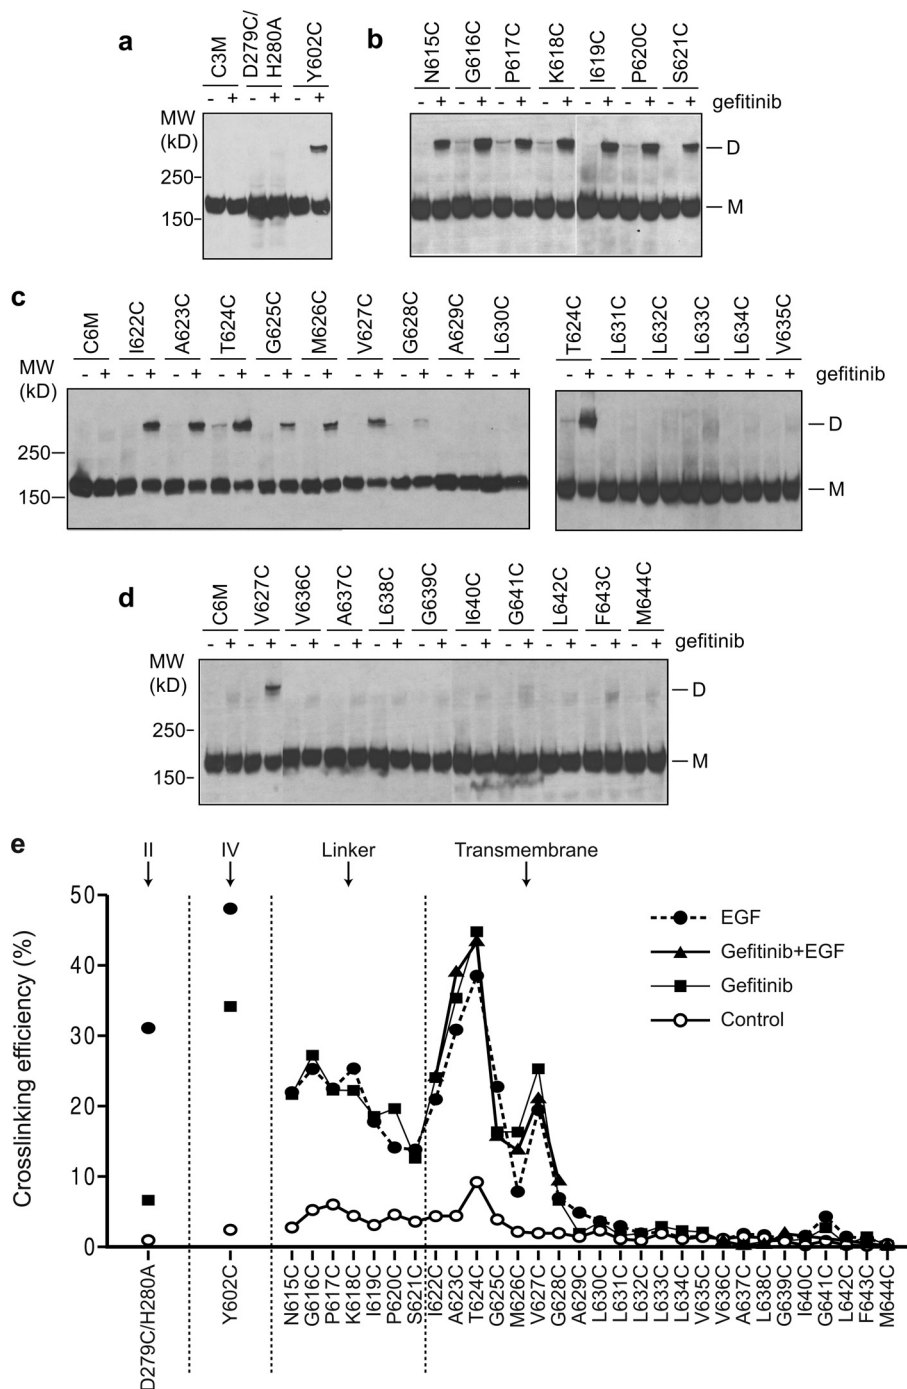 a
C3M
D279C/
H280A
Y602C
- + - + - +
MW
(kD)
250
150
b
N615C
G616C
P617C
K618C
I619C
P620C
S621C
- + - + - + - + - + - + - + gefitinib
D
M
c
C6M
I622C
A623C
T624C
G625C
M626C
V627C
G628C
A629C
L630C
- + - + - + - + - + - + - + - + - + - +
MW
(kD)
250
150
T624C
L631C
L632C
L633C
L634C
V635C
- + - + - + - + - + - + gefitinib
D
M
d
C6M
V627C
V636C
A637C
L638C
G639C
I640C
G641C
L642C
F643C
M644C
- + - + - + - + - + - + - + - + - + - + - + gefitinib
MW
(kD)
250
150
D
M
e
II
IV
Linker
Transmembrane
Crosslinking efficiency (%)
50
40
30
20
10
0
EGF
Gefitinib+EGF
Gefitinib
Control
D279C/H280A
Y602C
N615C
G616C
P617C
K618C
I619C
P620C
S621C
I622C
A623C
T624C
G625C
M626C
V627C
G628C
A629C
L630C
L631C
L632C
L633C
L634C
V635C
V636C
A637C
L638C
G639C
I640C
G641C
L642C
F643C
M644C